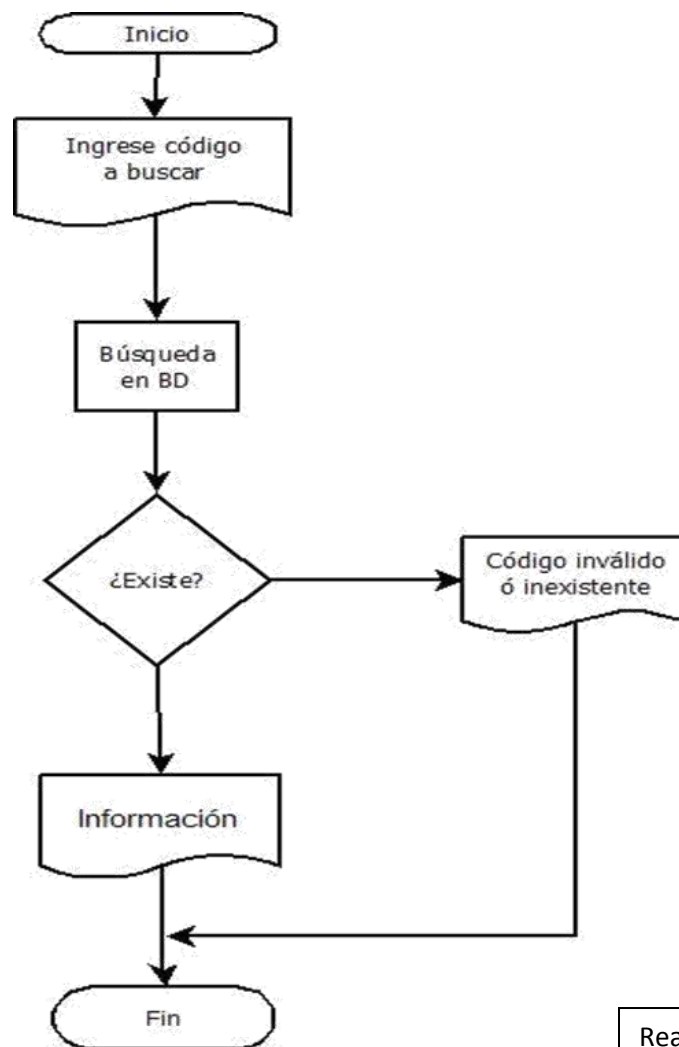 Inicio
Ingrese código
a buscar
Búsqueda
en BD
¿Existe?
Código inválido
ó inexistente
Información
Fin